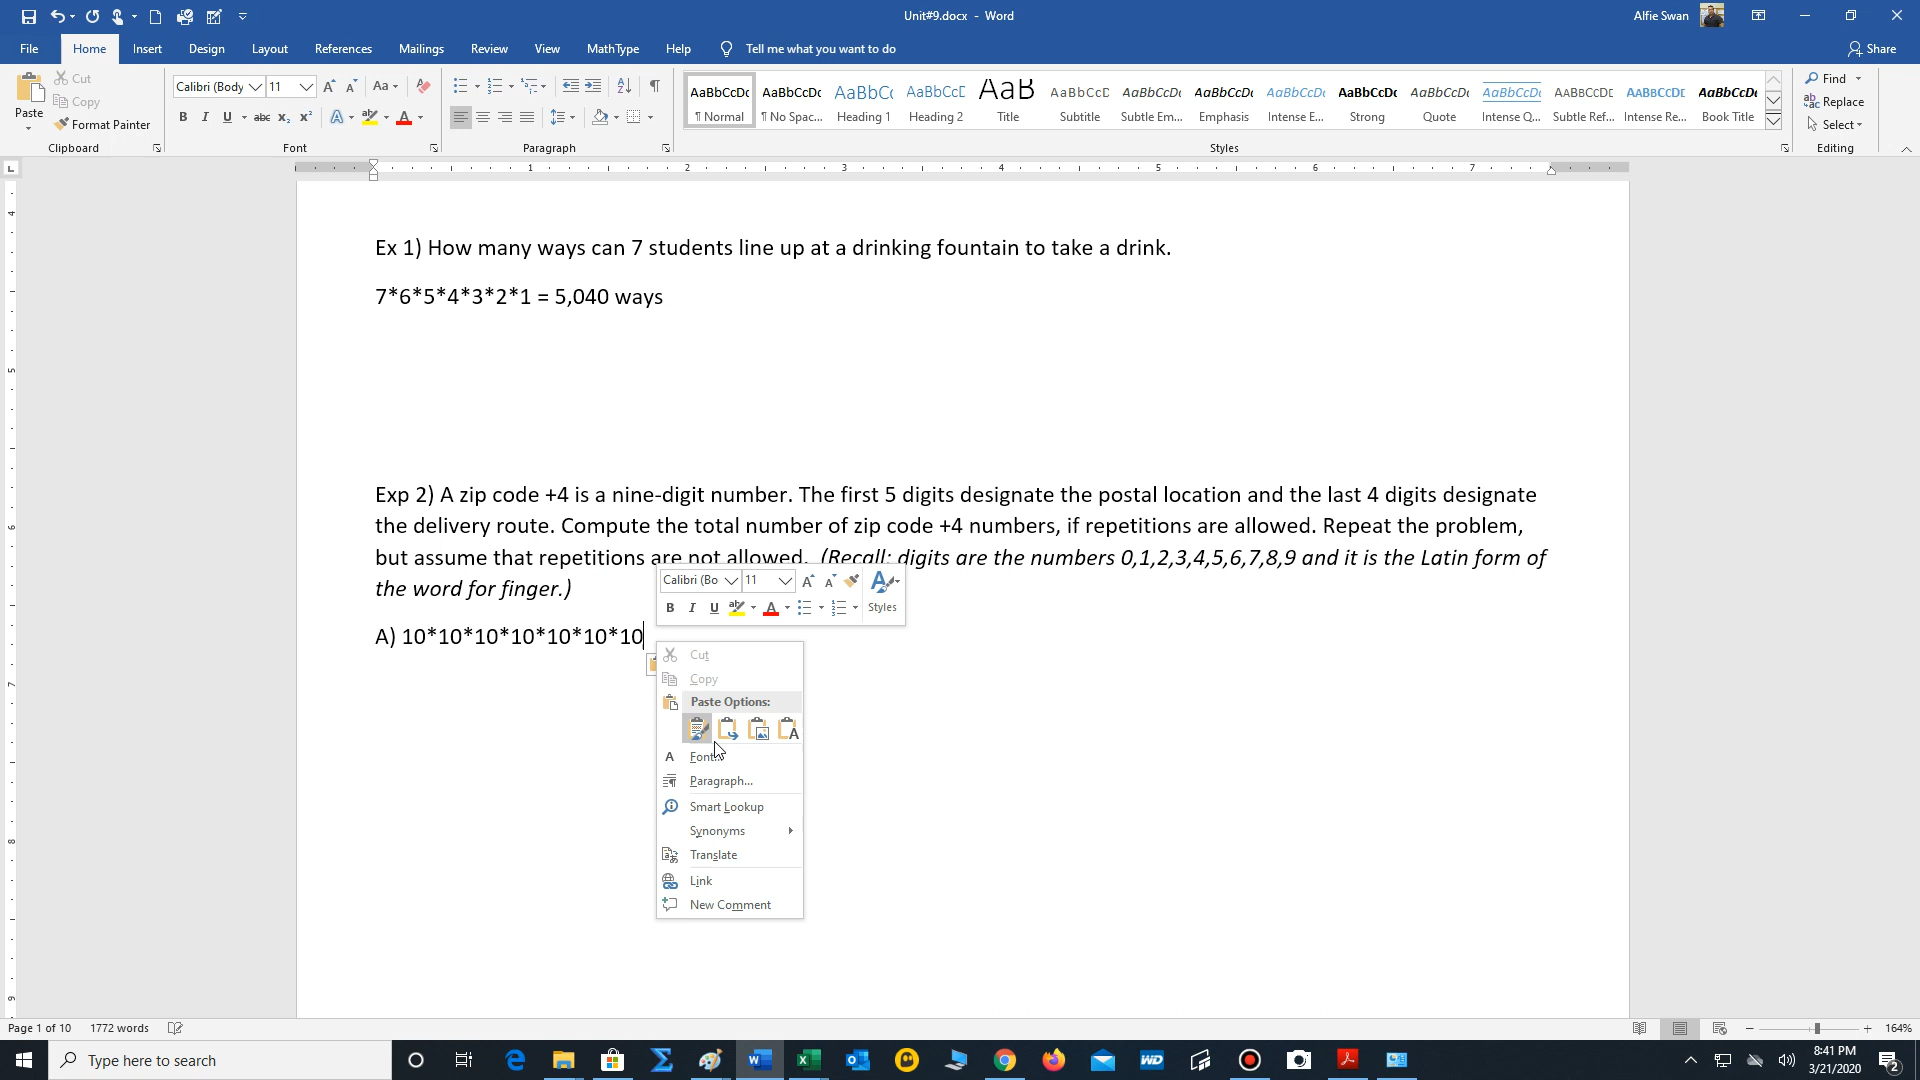 Unit#9.docx - Word
Alfie Swan
File Home Insert Design Layout References Mailings Review View MathType Help Tell me what you want to do Share
Paste
Cut
Copy
Format Painter
Clipboard
Calibri (Body 11
Font
Paragraph
AaBbCcDc AaBbCcDc AaBbCc AaBbCcE AaB AaBbCcD AaBbCcDc AaBbCcDc AaBbCcDc AaBbCcDc AaBbCcDc AaBbCcDc AABBCCDE AABBCCDE AaBbCcDc
¶ Normal ¶ No Spac... Heading 1 Heading 2 Title Subtitle Subtle Em... Emphasis Intense E... Strong Quote Intense Q... Subtle Ref... Intense Re... Book Title
Styles
Find
Replace
Select
Editing
1 2 3 4 5 6 7
Ex 1) How many ways can 7 students line up at a drinking fountain to take a drink.
7*6*5*4*3*2*1 = 5,040 ways
Exp 2) A zip code +4 is a nine-digit number. The first 5 digits designate the postal location and the last 4 digits designate
the delivery route. Compute the total number of zip code +4 numbers, if repetitions are allowed. Repeat the problem,
but assume that repetitions are not allowed. (Recall: digits are the numbers 0,1,2,3,4,5,6,7,8,9 and it is the Latin form of
the word for finger.)
A) 10*10*10*10*10*10*10
Calibri (Bo 11
Styles
Cut
Copy
Paste Options:
Font...
Paragraph...
Smart Lookup
Synonyms
Translate
Link
New Comment
Page 1 of 10 1772 words
164%
Type here to search
8:41 PM
3/21/2020
2